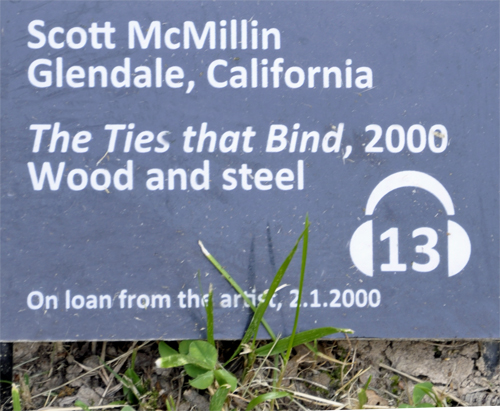 Scott McMillin
Glendale, California
The Ties that Bind, 2000
Wood and steel
13
On loan from the artist, 2.1.2000